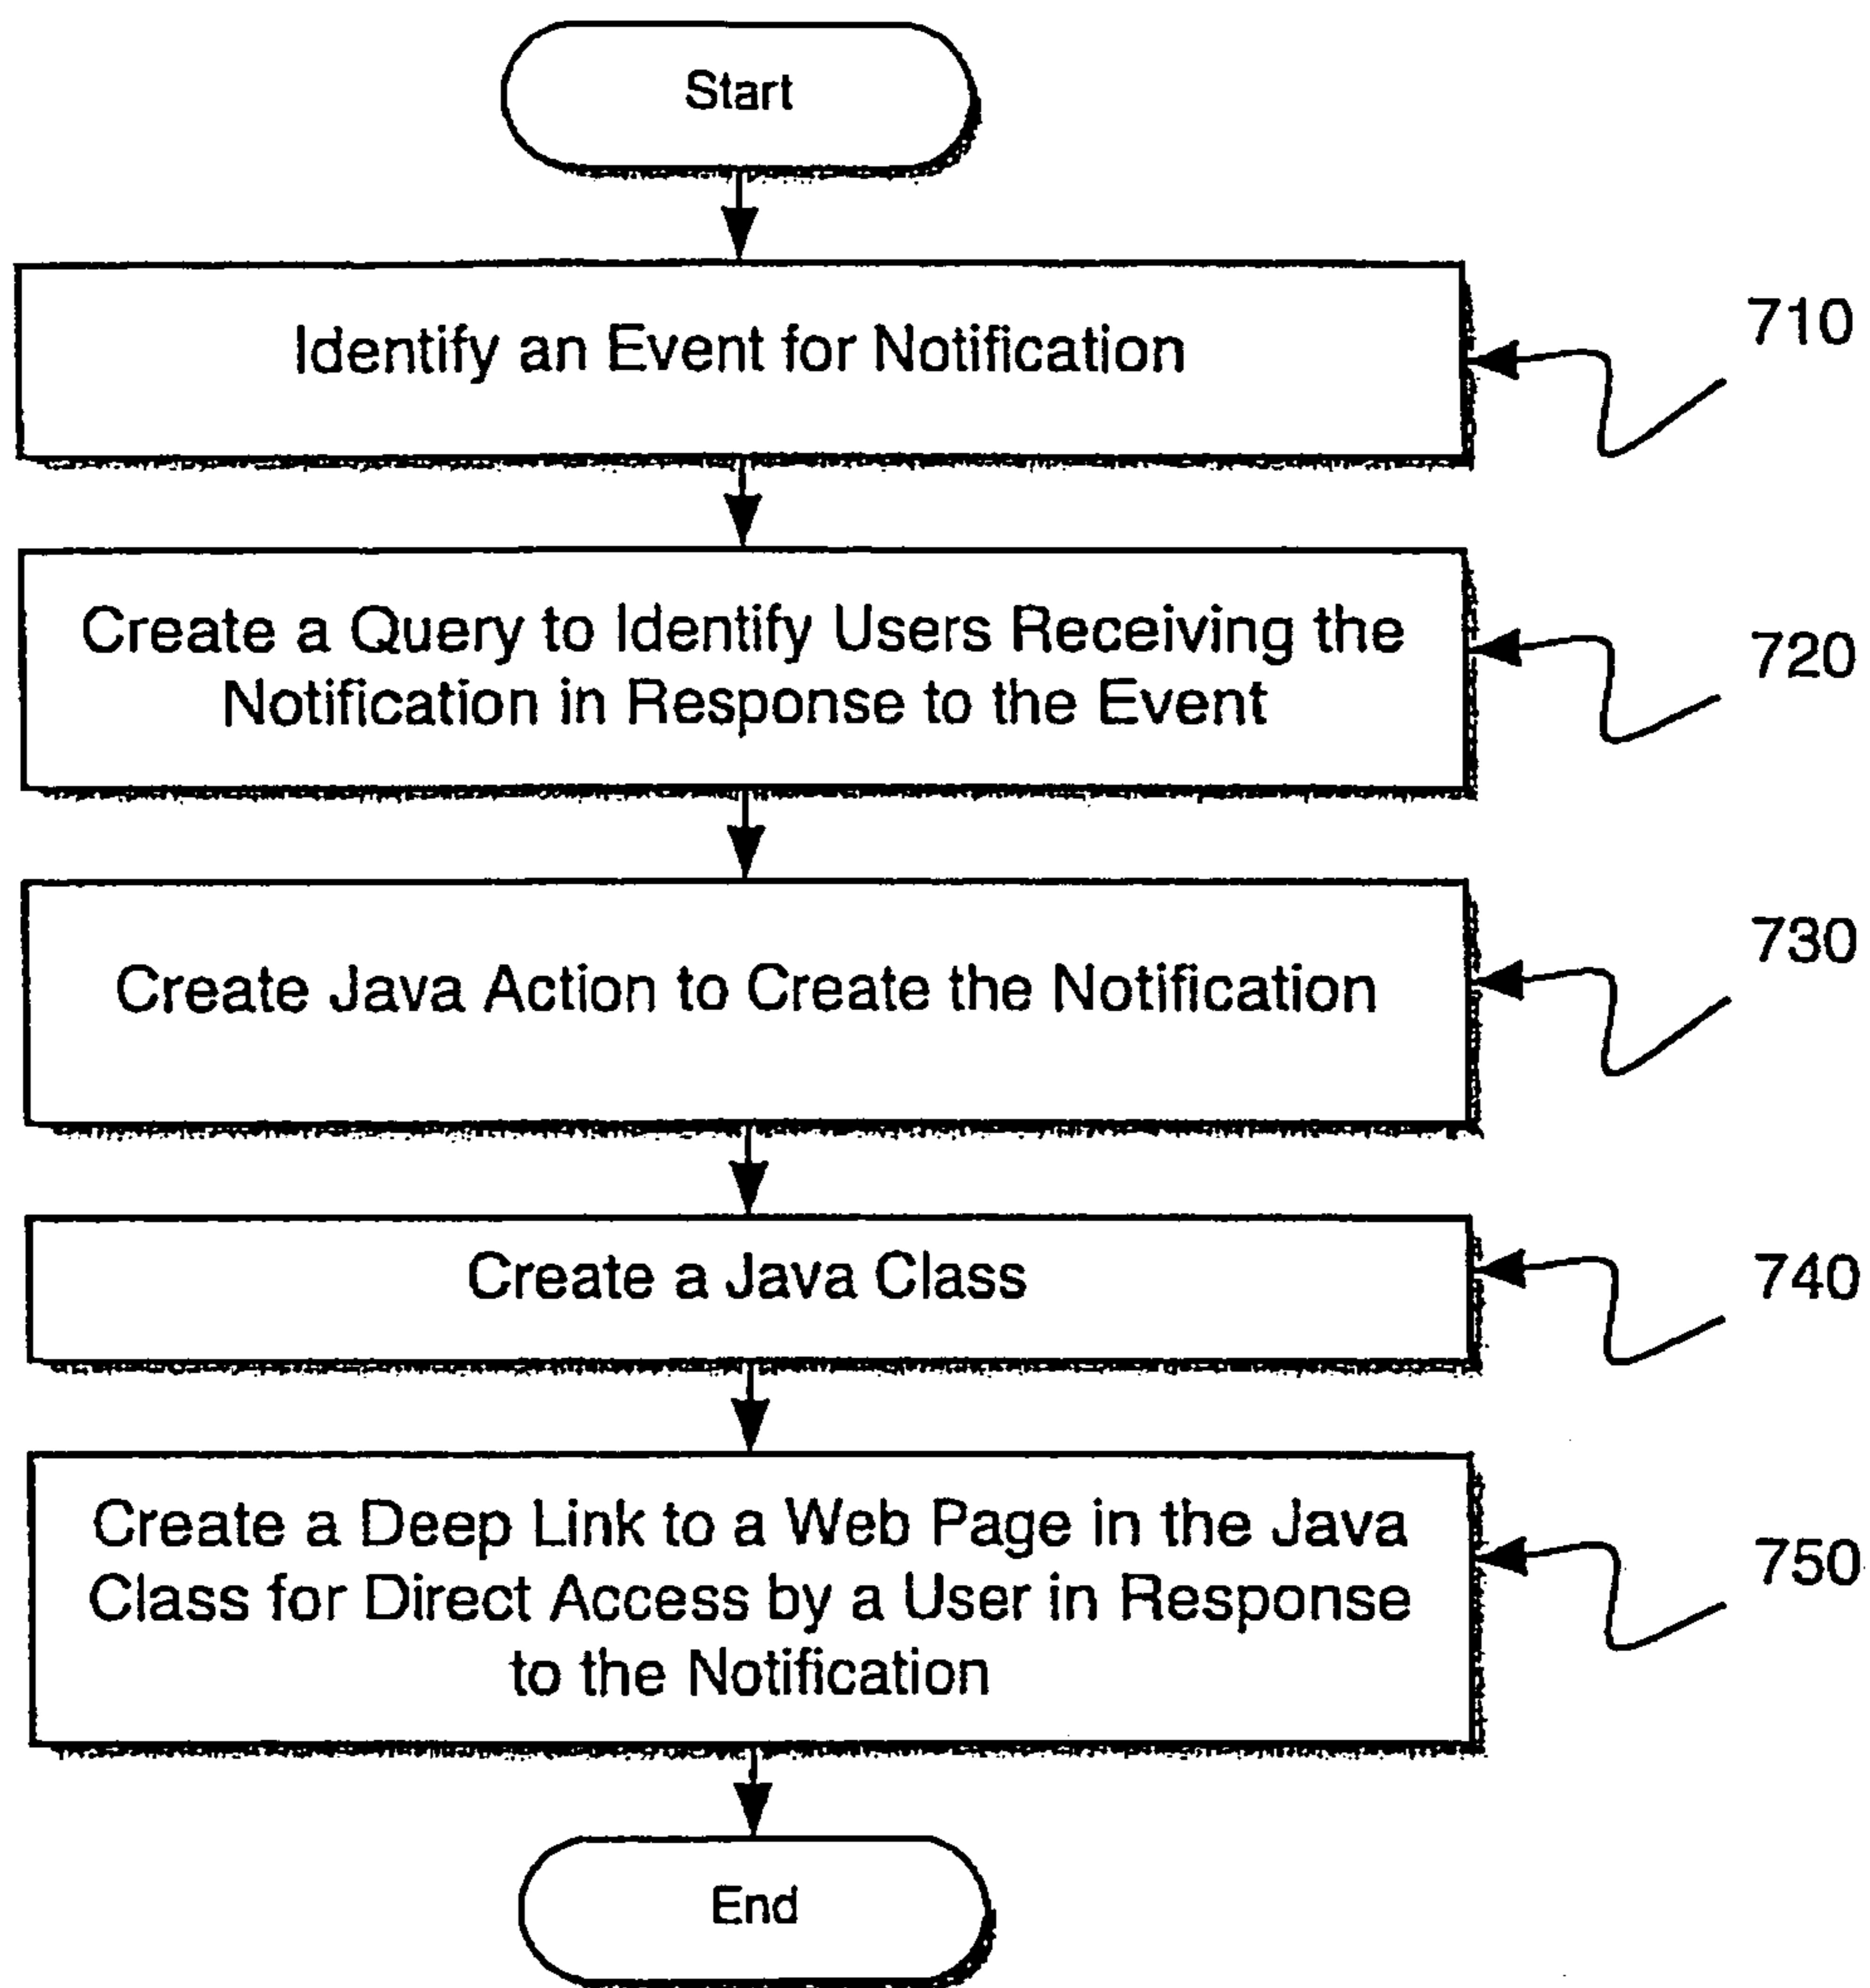 Start
Identify an Event for Notification
710
Create a Query to Identify Users Receiving the
Notification in Response to the Event
720
Create Java Action to Create the Notification
730
Create a Java Class
740
Create a Deep Link to a Web Page in the Java
Class for Direct Access by a User in Response
to the Notification
750
End